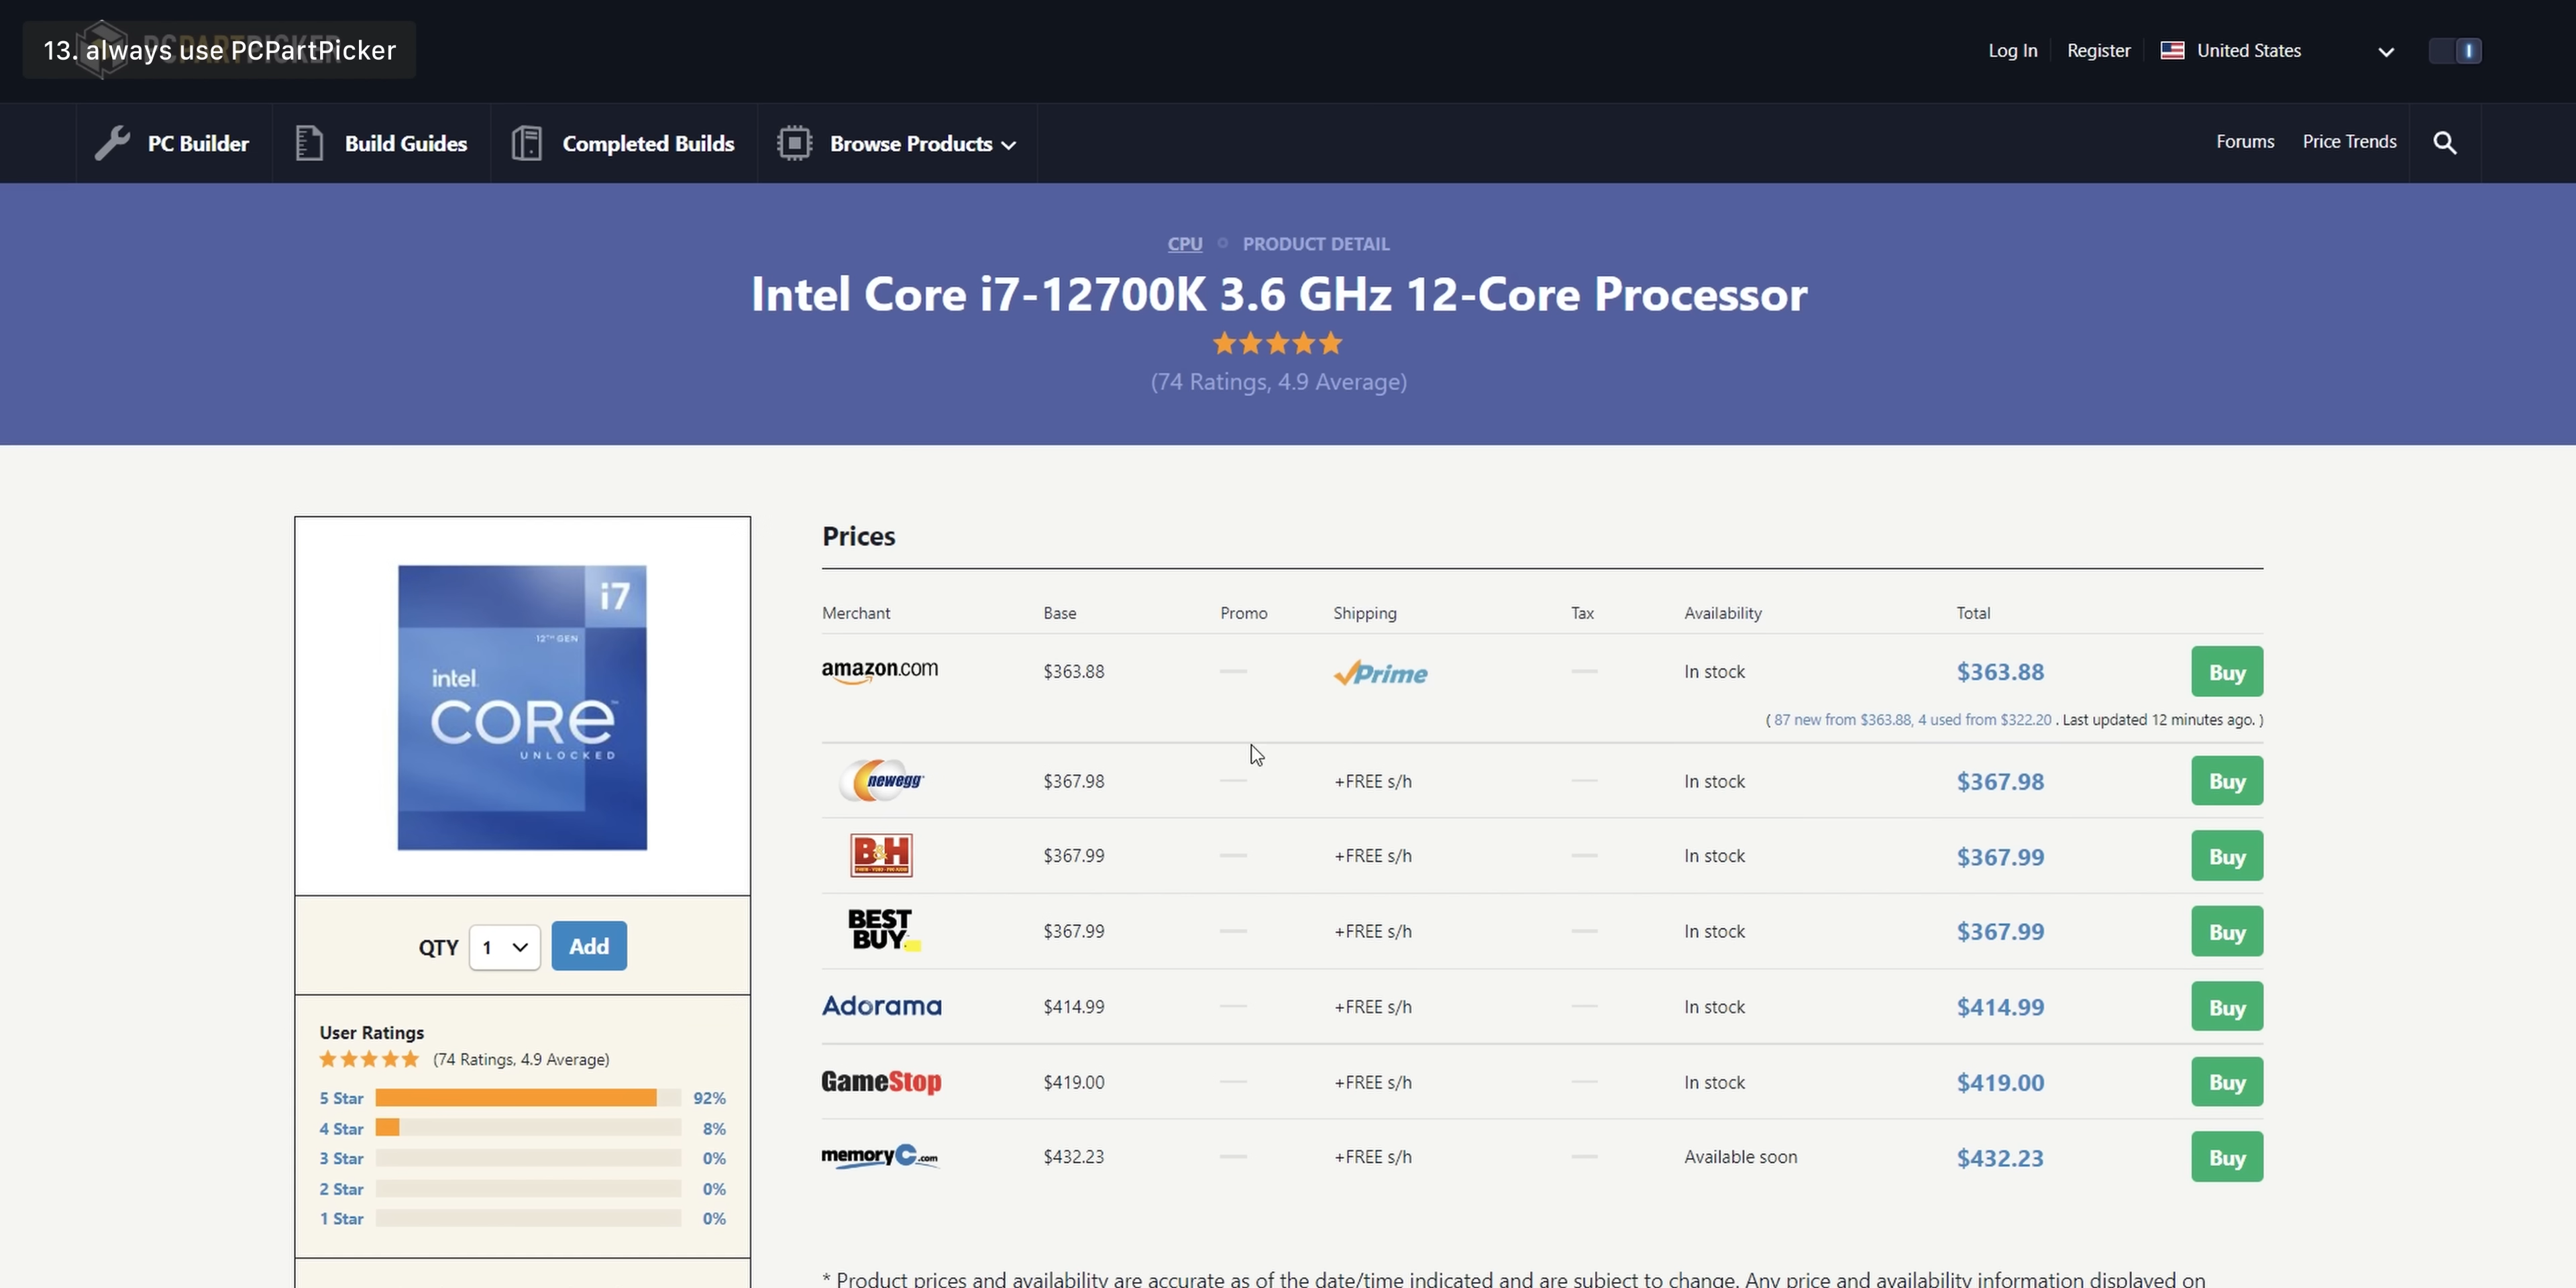 13. always use PCPartPicker
Log In
Register
United States
PC Builder
Build Guides
Completed Builds
Browse Products
Forums
Price Trends
CPU
PRODUCT DETAIL
Intel Core i7-12700K 3.6 GHz 12-Core Processor
(74 Ratings, 4.9 Average)
i7
12TH GEN
intel
CORE
UNLOCKED
QTY 1 Add
User Ratings
(74 Ratings, 4.9 Average)
5 Star 92%
4 Star 8%
3 Star 0%
2 Star 0%
1 Star 0%
Prices
Merchant Base Promo Shipping Tax Availability Total
amazon.com $363.88 — Prime — In stock $363.88 Buy
( 87 new from $363.88, 4 used from $322.20 . Last updated 12 minutes ago. )
newegg $367.98 — +FREE s/h — In stock $367.98 Buy
B&H $367.99 — +FREE s/h — In stock $367.99 Buy
BEST BUY $367.99 — +FREE s/h — In stock $367.99 Buy
Adorama $414.99 — +FREE s/h — In stock $414.99 Buy
GameStop $419.00 — +FREE s/h — In stock $419.00 Buy
memoryC.com $432.23 — +FREE s/h — Available soon $432.23 Buy
* Product prices and availability are accurate as of the date/time indicated and are subject to change. Any price and availability information displayed on